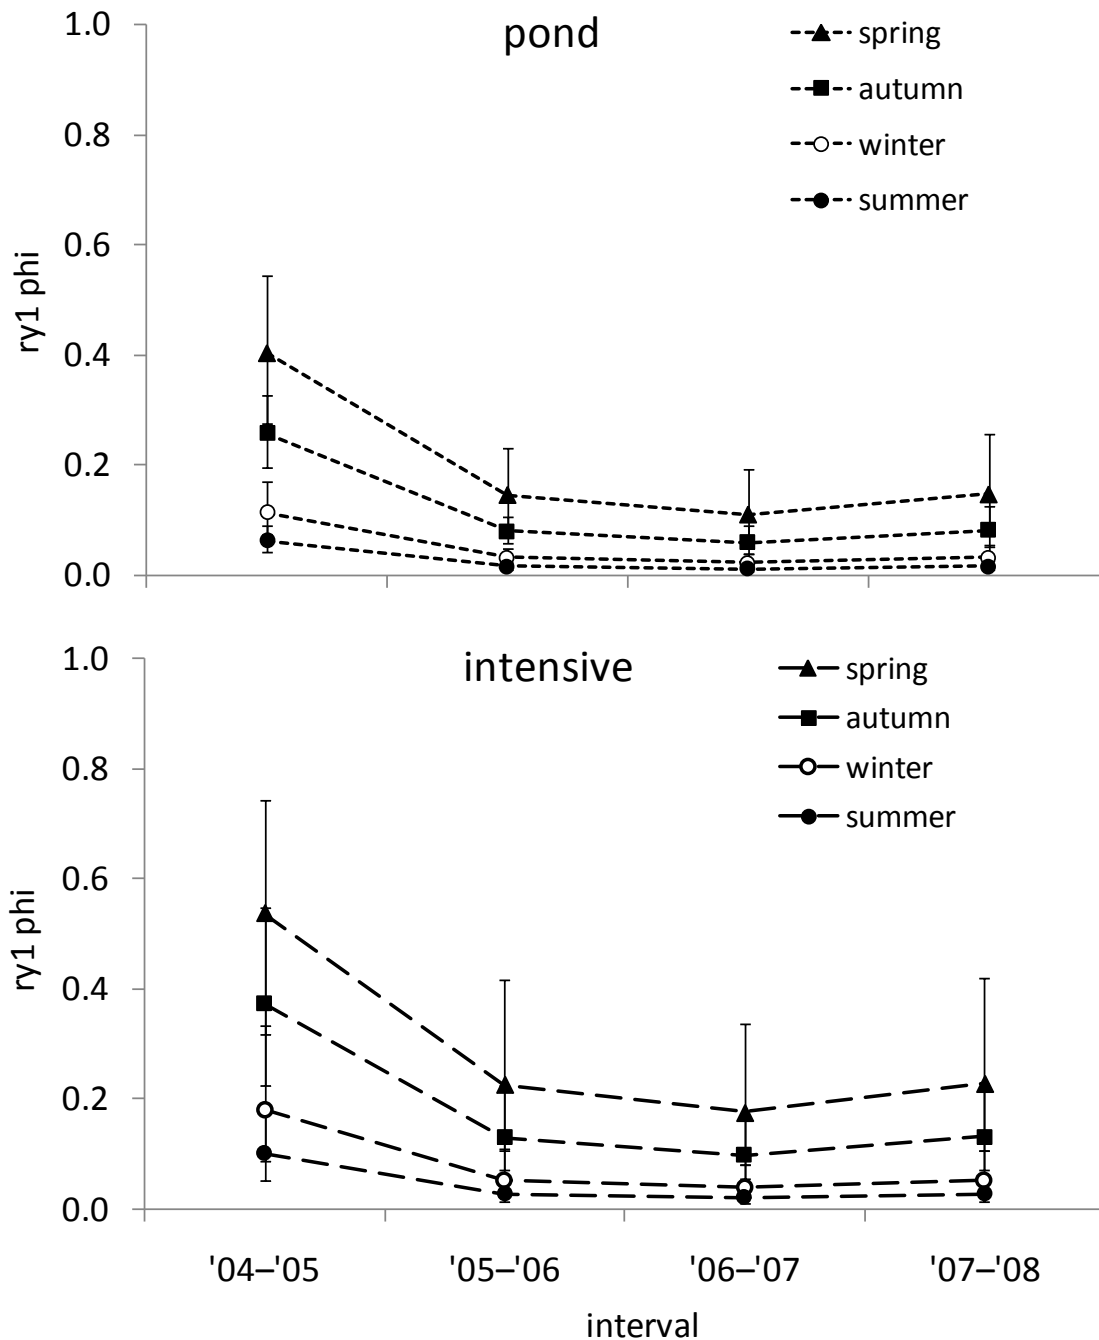 pond
spring
autumn
winter
summer
1.0
0.8
0.6
0.4
0.2
0.0
ry1 phi
intensive
spring
autumn
winter
summer
1.0
0.8
0.6
0.4
0.2
0.0
ry1 phi
'04–'05 '05–'06 '06–'07 '07–'08
interval